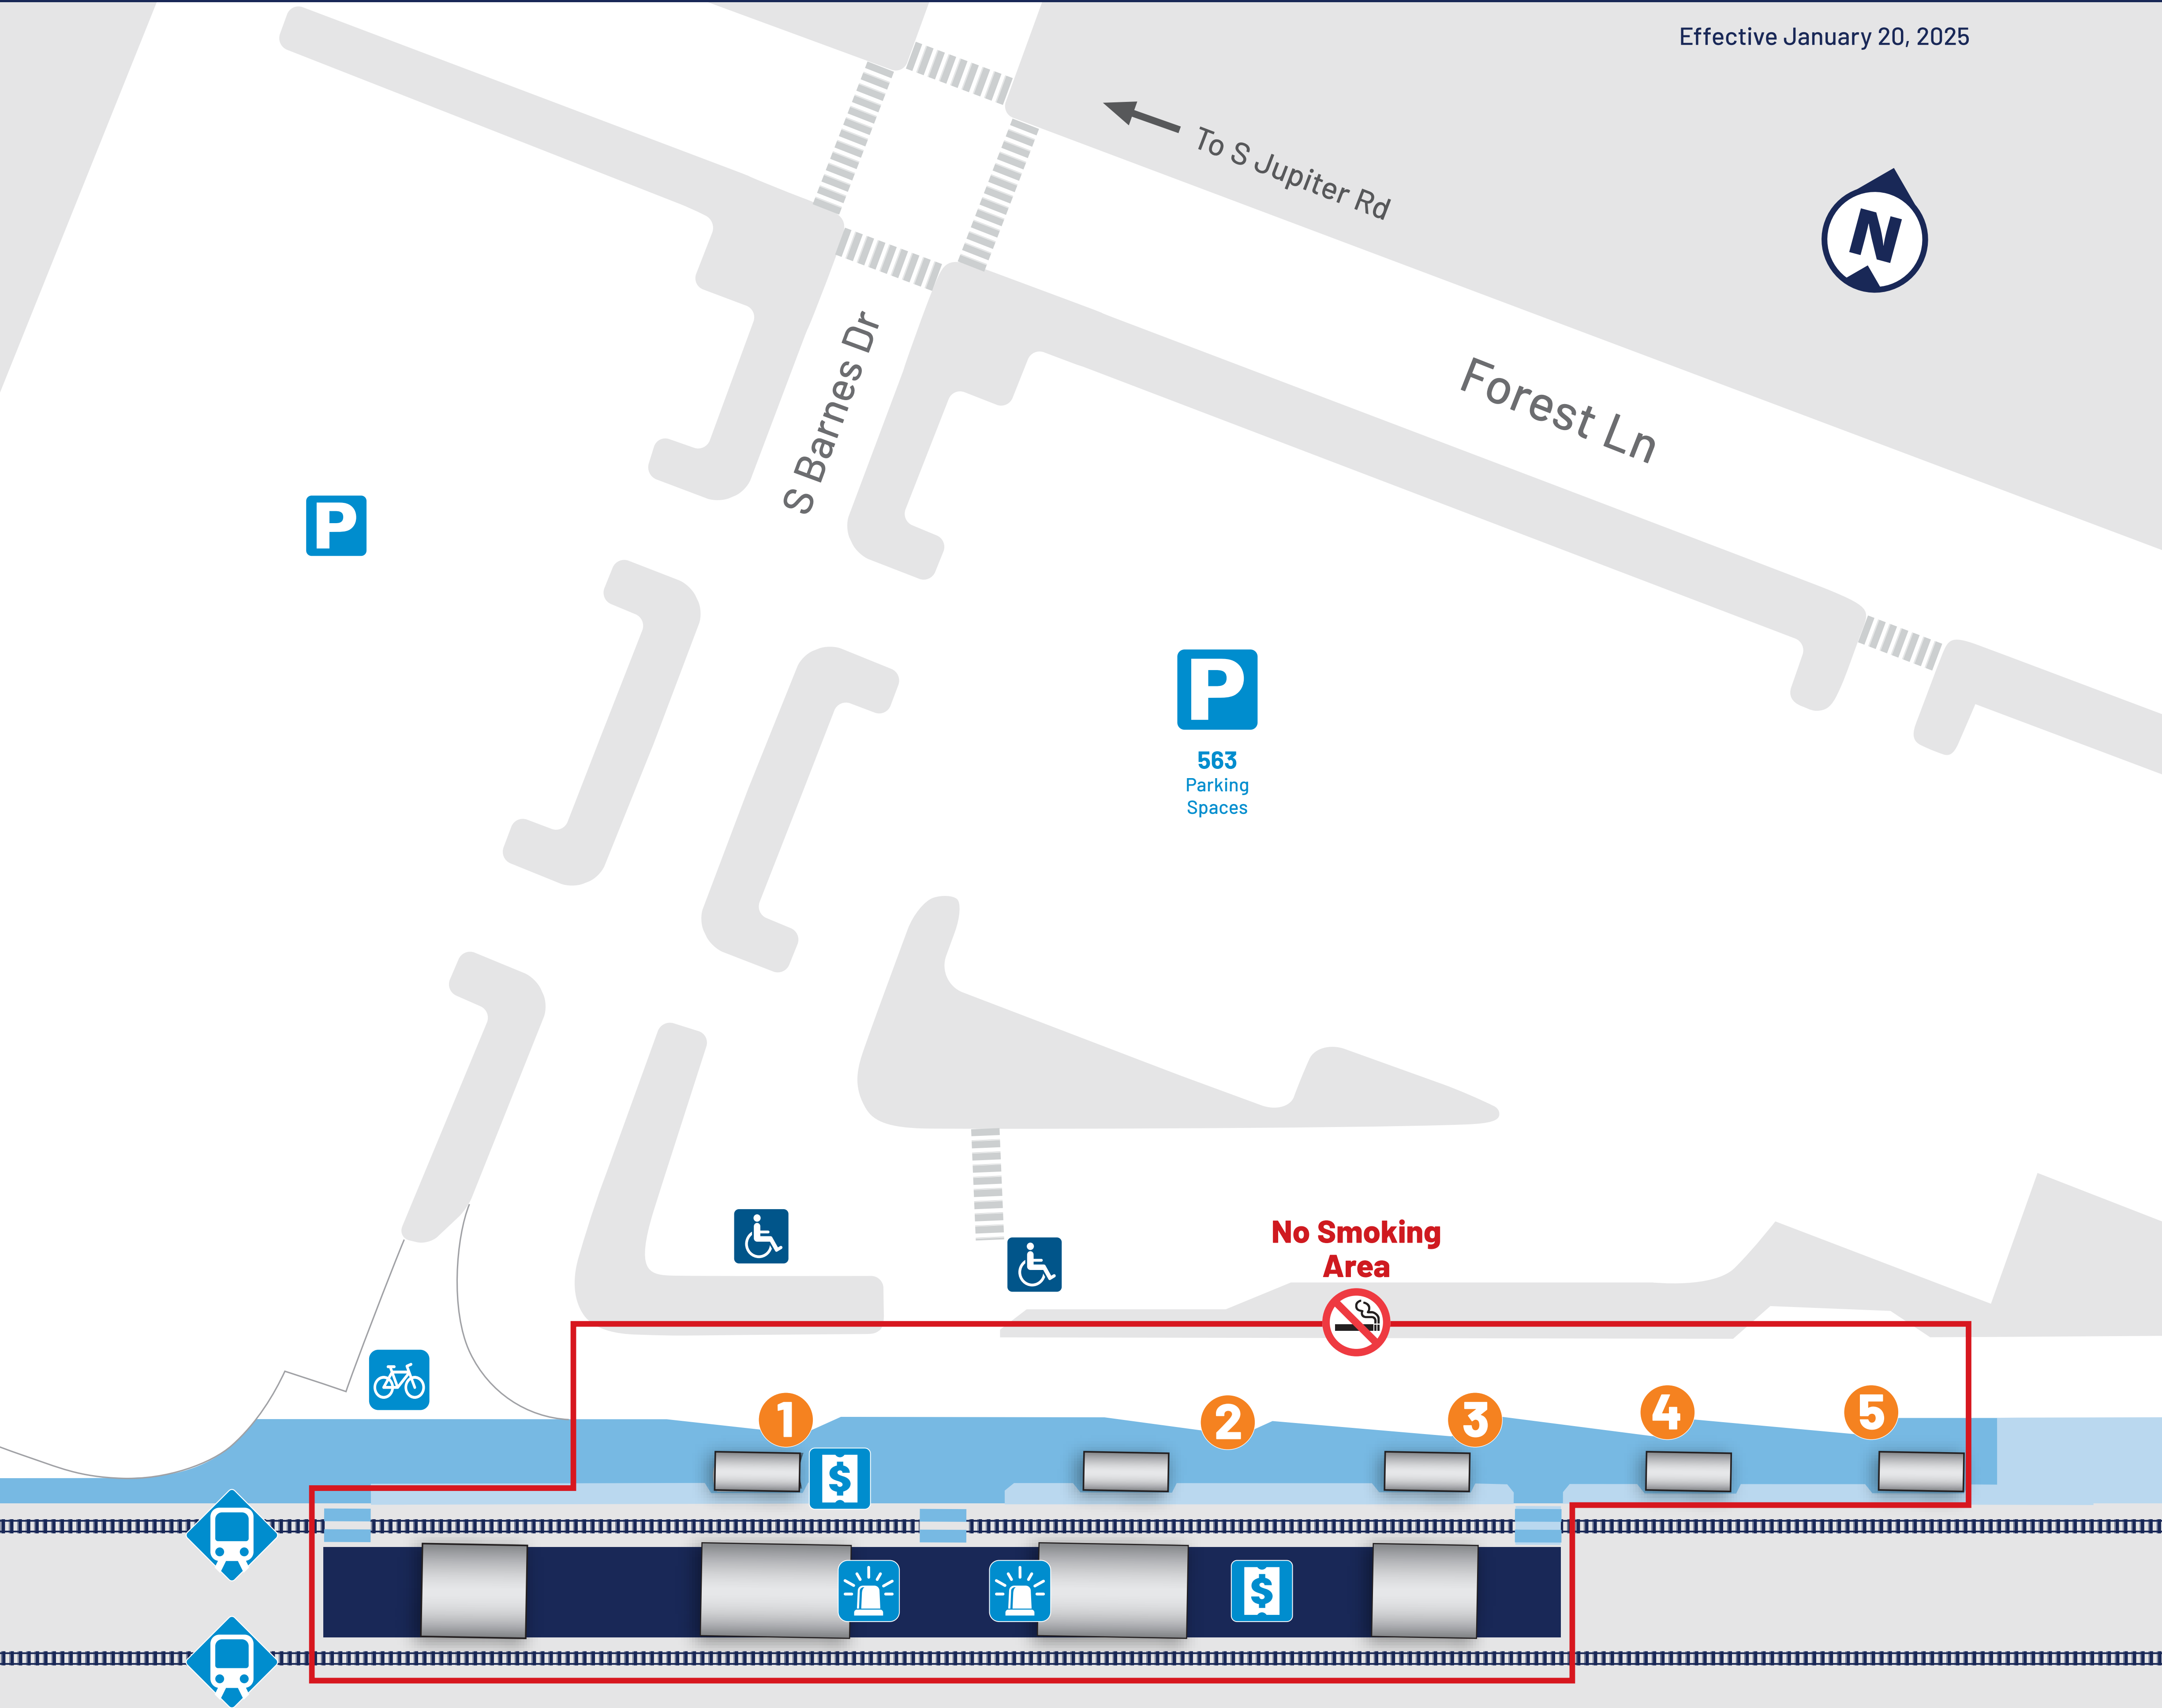 Effective January 20, 2025
To S Jupiter Rd
N
S Barnes Dr
Forest Ln
P
P
563
Parking
Spaces
No Smoking
Area
1
2
3
4
5
$
$